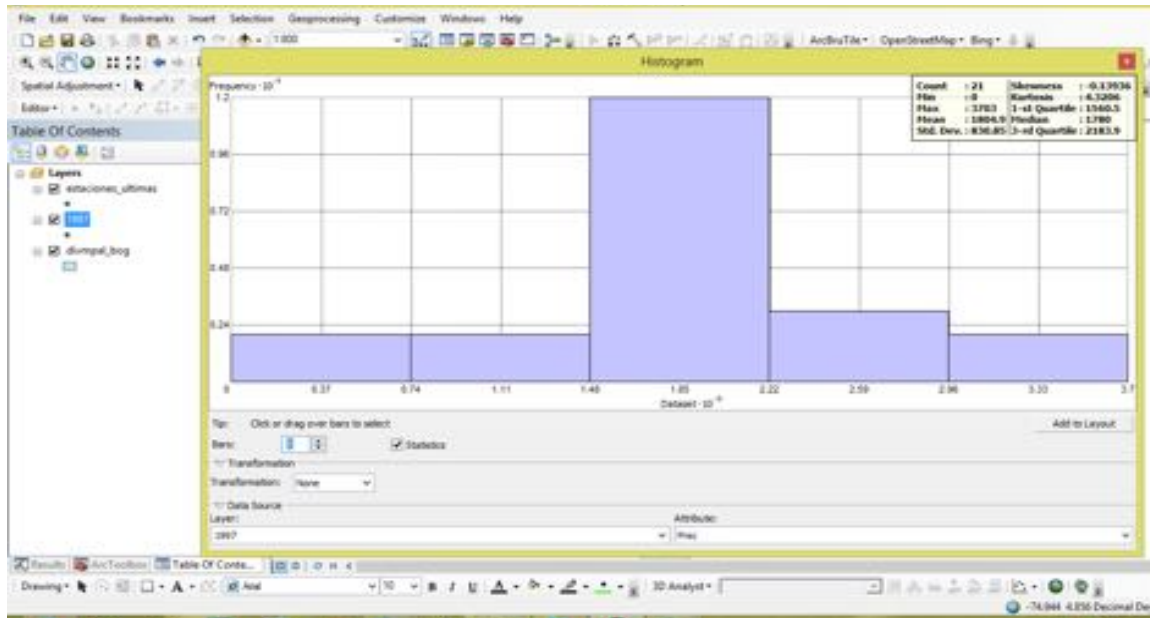 File Edit View Bookmarks Insert Selection Geoprocessing Customize Windows Help
1:000 ArcBruTile OpenStreetMap Bing
Histogram
Spatial Adjustment
Editor
Table Of Contents
Layers
estaciones_ultimas
1997
divmpal_bog
Frequency · 10
Count : 21 Skewness : -0.13936
Min : 0 Kurtosis : 4.3206
Max : 3703 1-st Quartile : 1560.5
Mean : 1804.9 Median : 1780
Std. Dev. : 830.85 3-rd Quartile : 2183.9
1.2
0.96
0.72
0.48
0.24
0 0.37 0.74 1.11 1.48 1.85 2.22 2.59 2.96 3.33 3.7
Dataset · 10
Tip: Click or drag over bars to select
Add to Layout
Bars: Statistics
Transformation
Transformation: None
Data Source
Layer: Attribute:
1997
Results ArcToolbox Table Of Conte...
Drawing A Arial 10 B I U A 3D Analyst
-74.944 4.856 Decimal De